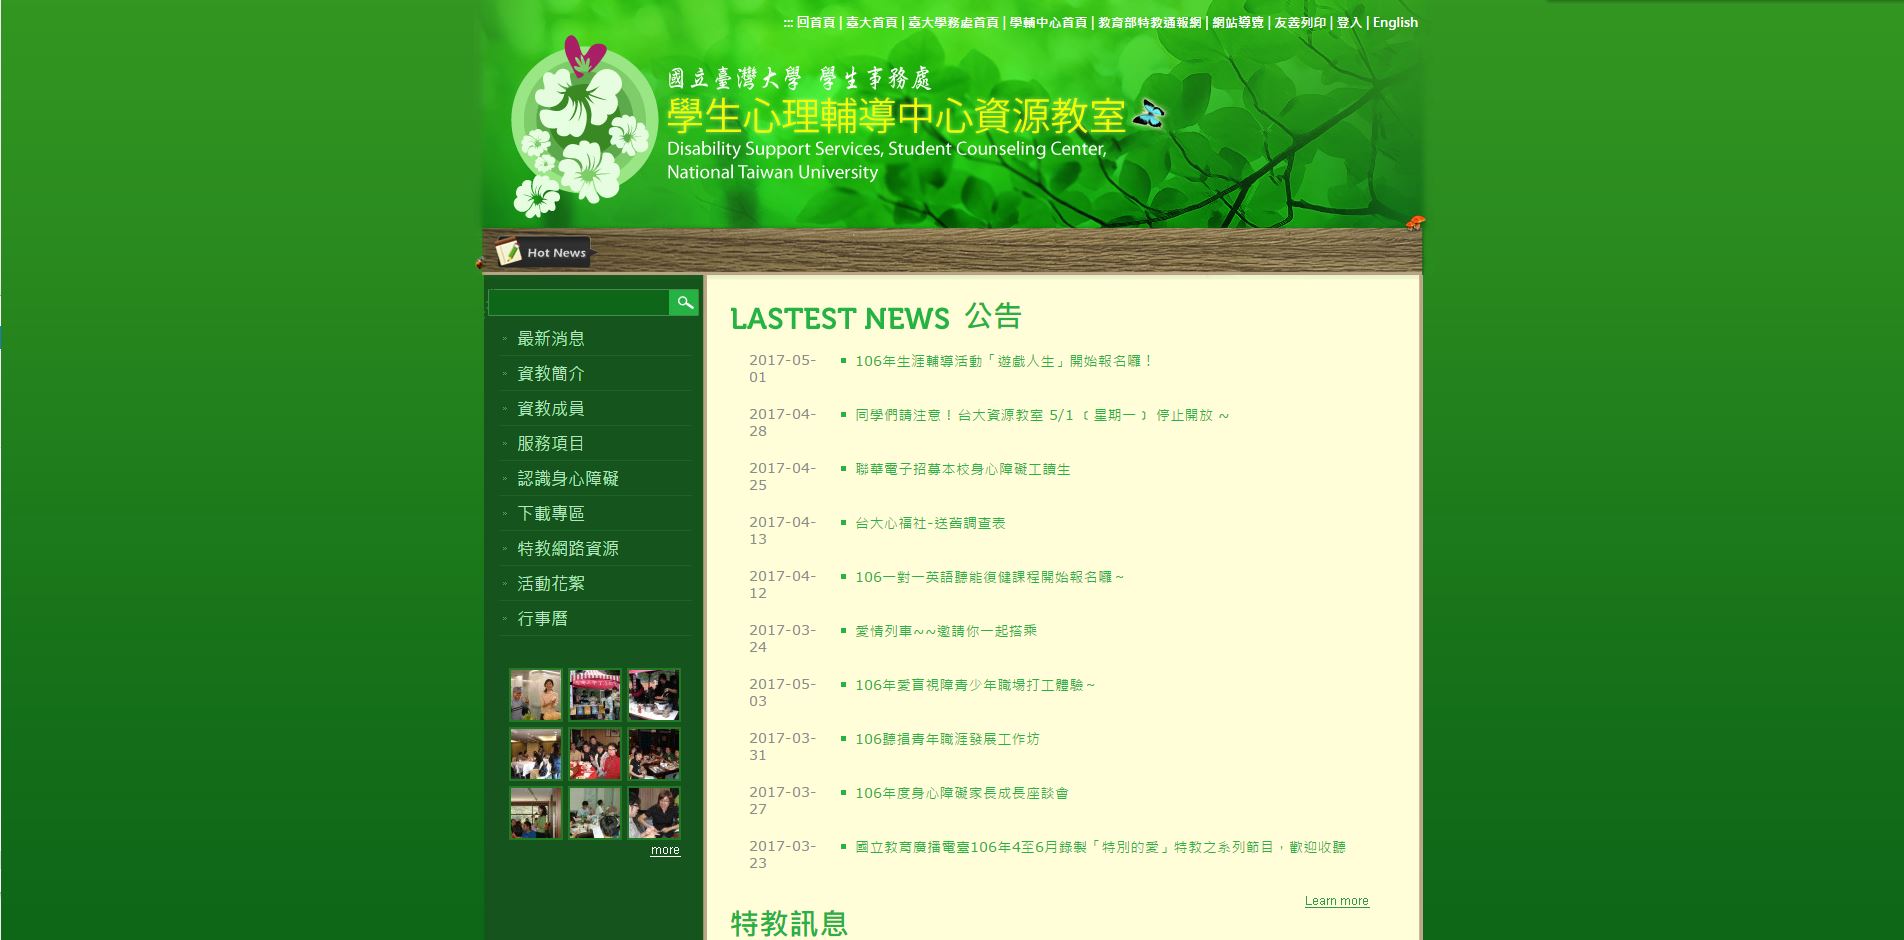 ::: 回首頁 | 臺大首頁 | 臺大學務處首頁 | 學輔中心首頁 | 教育部特教通報網 | 網站導覽 | 友善列印 | 登入 | English
國立臺灣大學 學生事務處
學生心理輔導中心資源教室
Disability Support Services, Student Counseling Center,
National Taiwan University
Hot News
最新消息
資教簡介
資教成員
服務項目
認識身心障礙
下載專區
特教網路資源
活動花絮
行事曆
more
LASTEST NEWS 公告
2017-05-01 106年生涯輔導活動「遊戲人生」開始報名囉！
2017-04-28 同學們請注意！台大資源教室 5/1 ﹝星期一﹞ 停止開放 ~
2017-04-25 聯華電子招募本校身心障礙工讀生
2017-04-13 台大心福社-送舊調查表
2017-04-12 106一對一英語聽能復健課程開始報名囉~
2017-03-24 愛情列車~~邀請你一起搭乘
2017-05-03 106年愛盲視障青少年職場打工體驗~
2017-03-31 106聽損青年職涯發展工作坊
2017-03-27 106年度身心障礙家長成長座談會
2017-03-23 國立教育廣播電臺106年4至6月錄製「特別的愛」特教之系列節目，歡迎收聽
Learn more
特教訊息